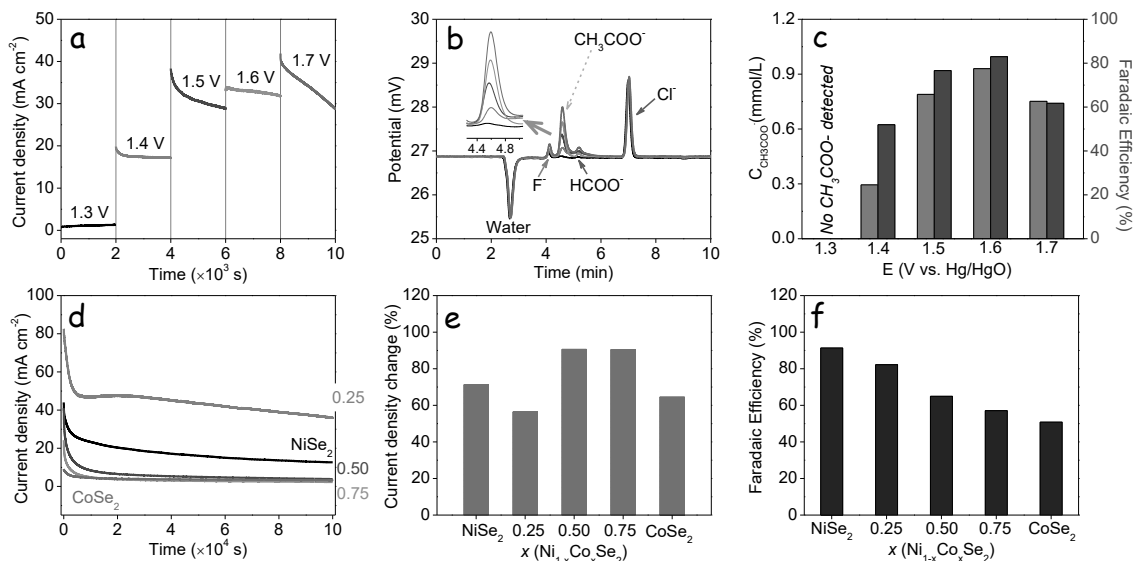 a
Current density (mA cm⁻²)
50
40
30
20
10
0
1.3 V
1.4 V
1.5 V
1.6 V
1.7 V
0 2 4 6 8 10
Time (×10³ s)
b
Potential (mV)
29
28
27
26
25
CH₃COO⁻
Cl⁻
4.4 4.8
F⁻
HCOO⁻
Water
0 2 4 6 8 10
Time (min)
c
C_CH3COO⁻ (mmol/L)
1.2
0.9
0.6
0.3
0.0
No CH₃COO- detected
100
80
60
40
20
0
Faradaic Efficiency (%)
1.3 1.4 1.5 1.6 1.7
E (V vs. Hg/HgO)
d
Current density (mA cm⁻²)
100
80
60
40
20
0
0.25
NiSe₂
0.50
0.75
CoSe₂
0 2 4 6 8 10
Time (×10⁴ s)
e
Current density change (%)
120
100
80
60
40
20
0
NiSe₂ 0.25 0.50 0.75 CoSe₂
x (Ni₁₋ₓCoₓSe₂)
f
Faradaic Efficiency (%)
120
100
80
60
40
20
0
NiSe₂ 0.25 0.50 0.75 CoSe₂
x (Ni₁₋ₓCoₓSe₂)